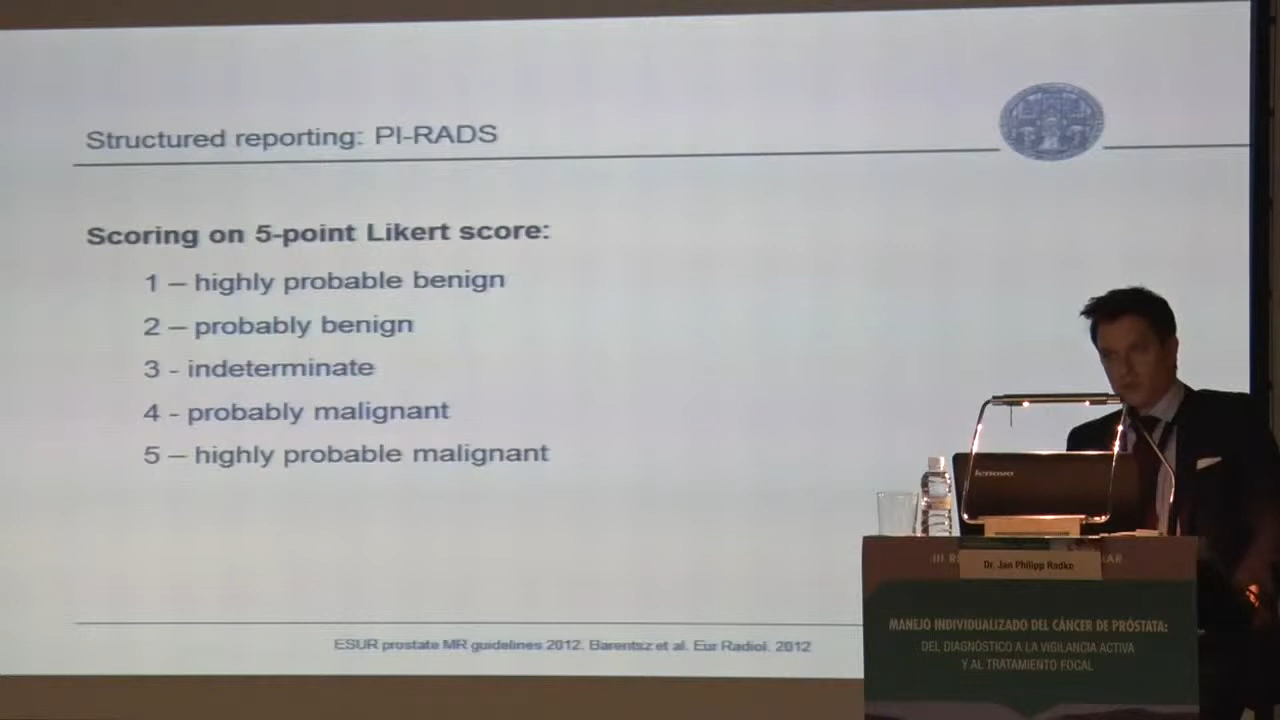 Structured reporting: PI-RADS
Scoring on 5-point Likert score:
1 – highly probable benign
2 – probably benign
3 - indeterminate
4 - probably malignant
5 – highly probable malignant
ESUR prostate MR guidelines 2012. Barentsz et al. Eur Radiol. 2012
lenovo
III
Dr. Jan Philipp Radke
MANEJO INDIVIDUALIZADO DEL CÁNCER DE PRÓSTATA:
DEL DIAGNÓSTICO A LA VIGILANCIA ACTIVA
Y AL TRATAMIENTO FOCAL